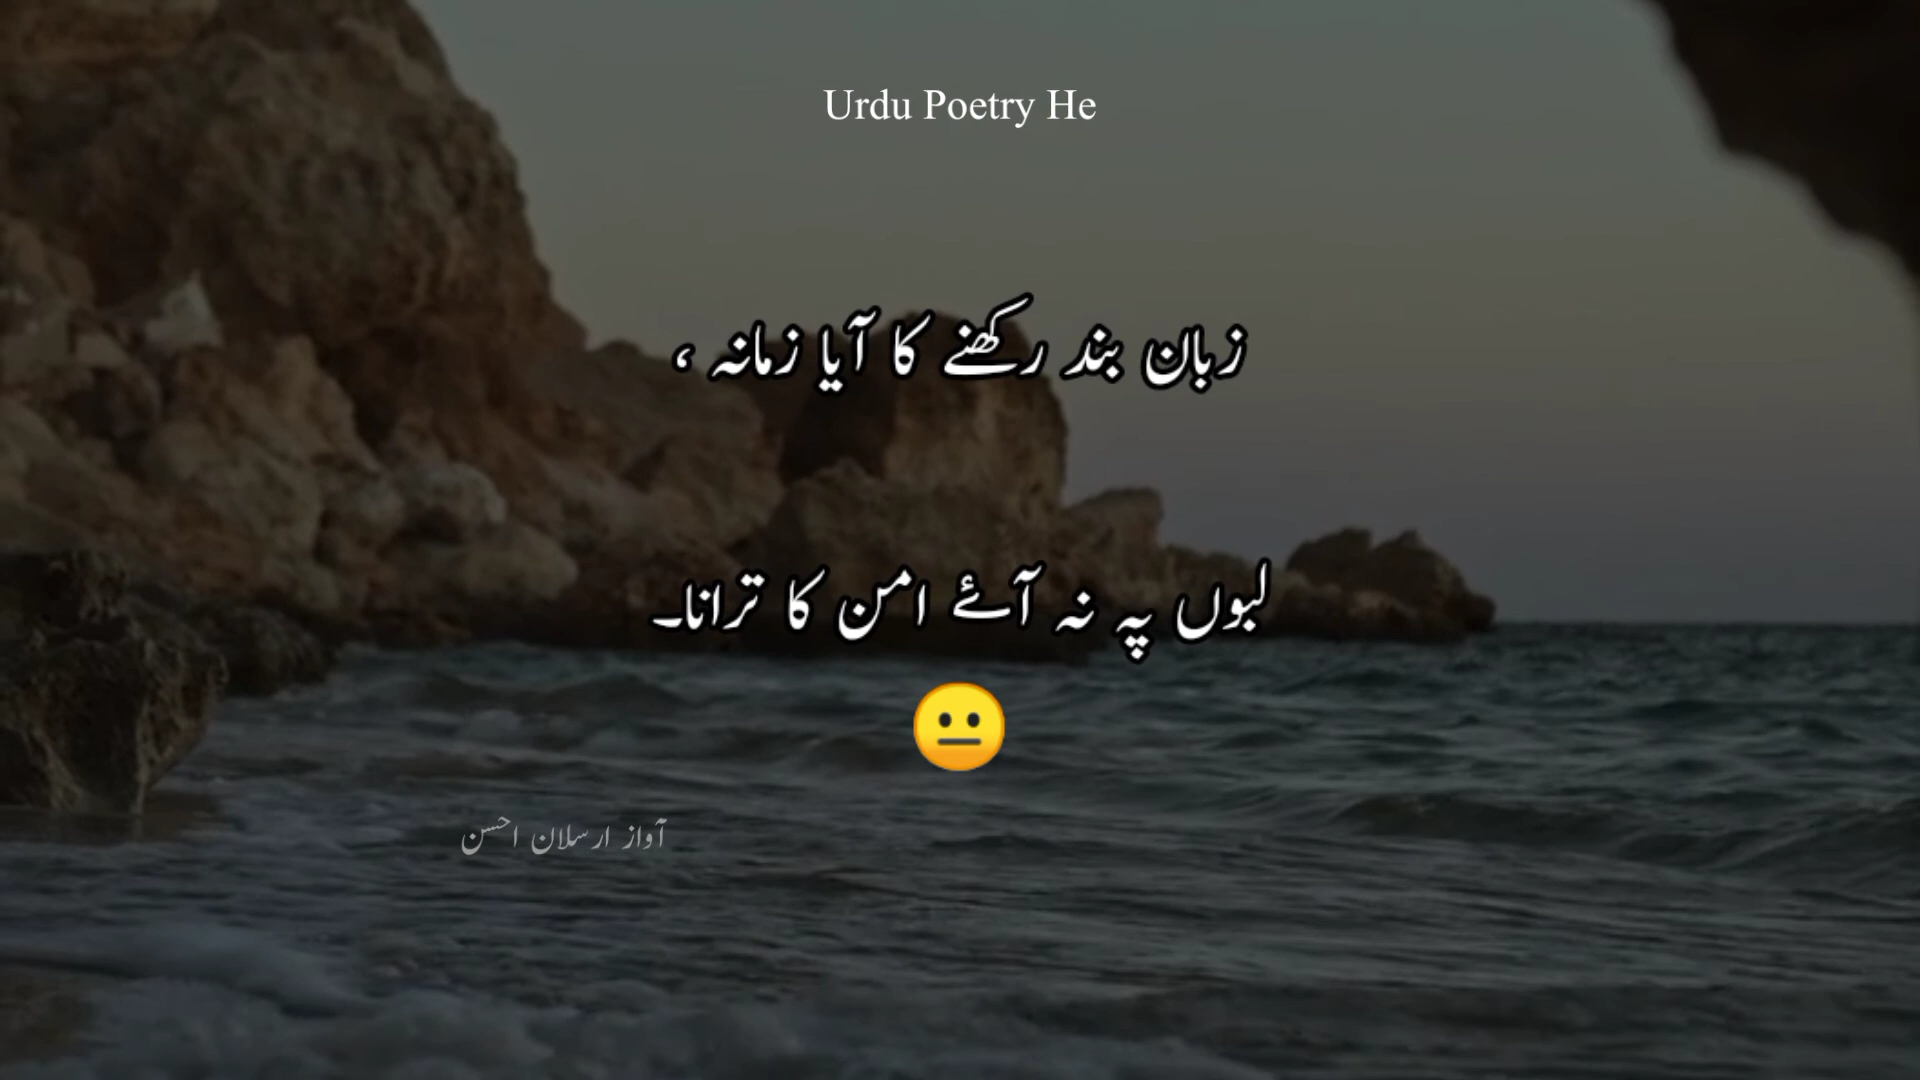 Urdu Poetry He
زبان بند رکھنے کا آیا زمانہ ،
لبوں پہ نہ آئے امن کا ترانا۔
😐
آواز ارسلان احسن